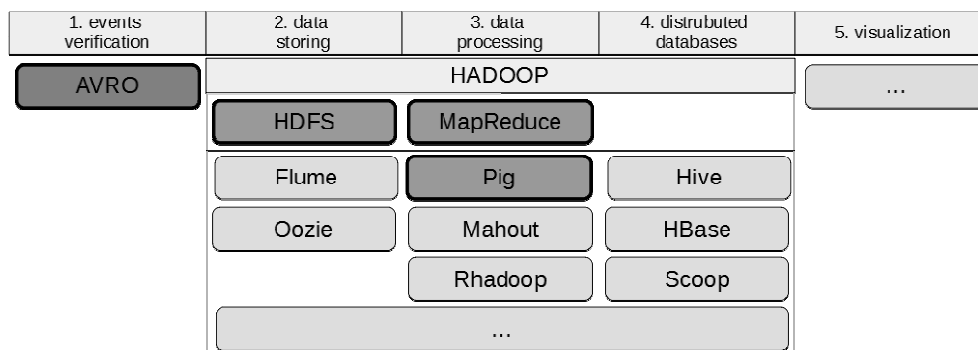 1. events
verification
2. data
storing
3. data
processing
4. distrubuted
databases
5. visualization
AVRO
HADOOP
...
HDFS
MapReduce
Flume
Pig
Hive
Oozie
Mahout
HBase
Rhadoop
Scoop
...